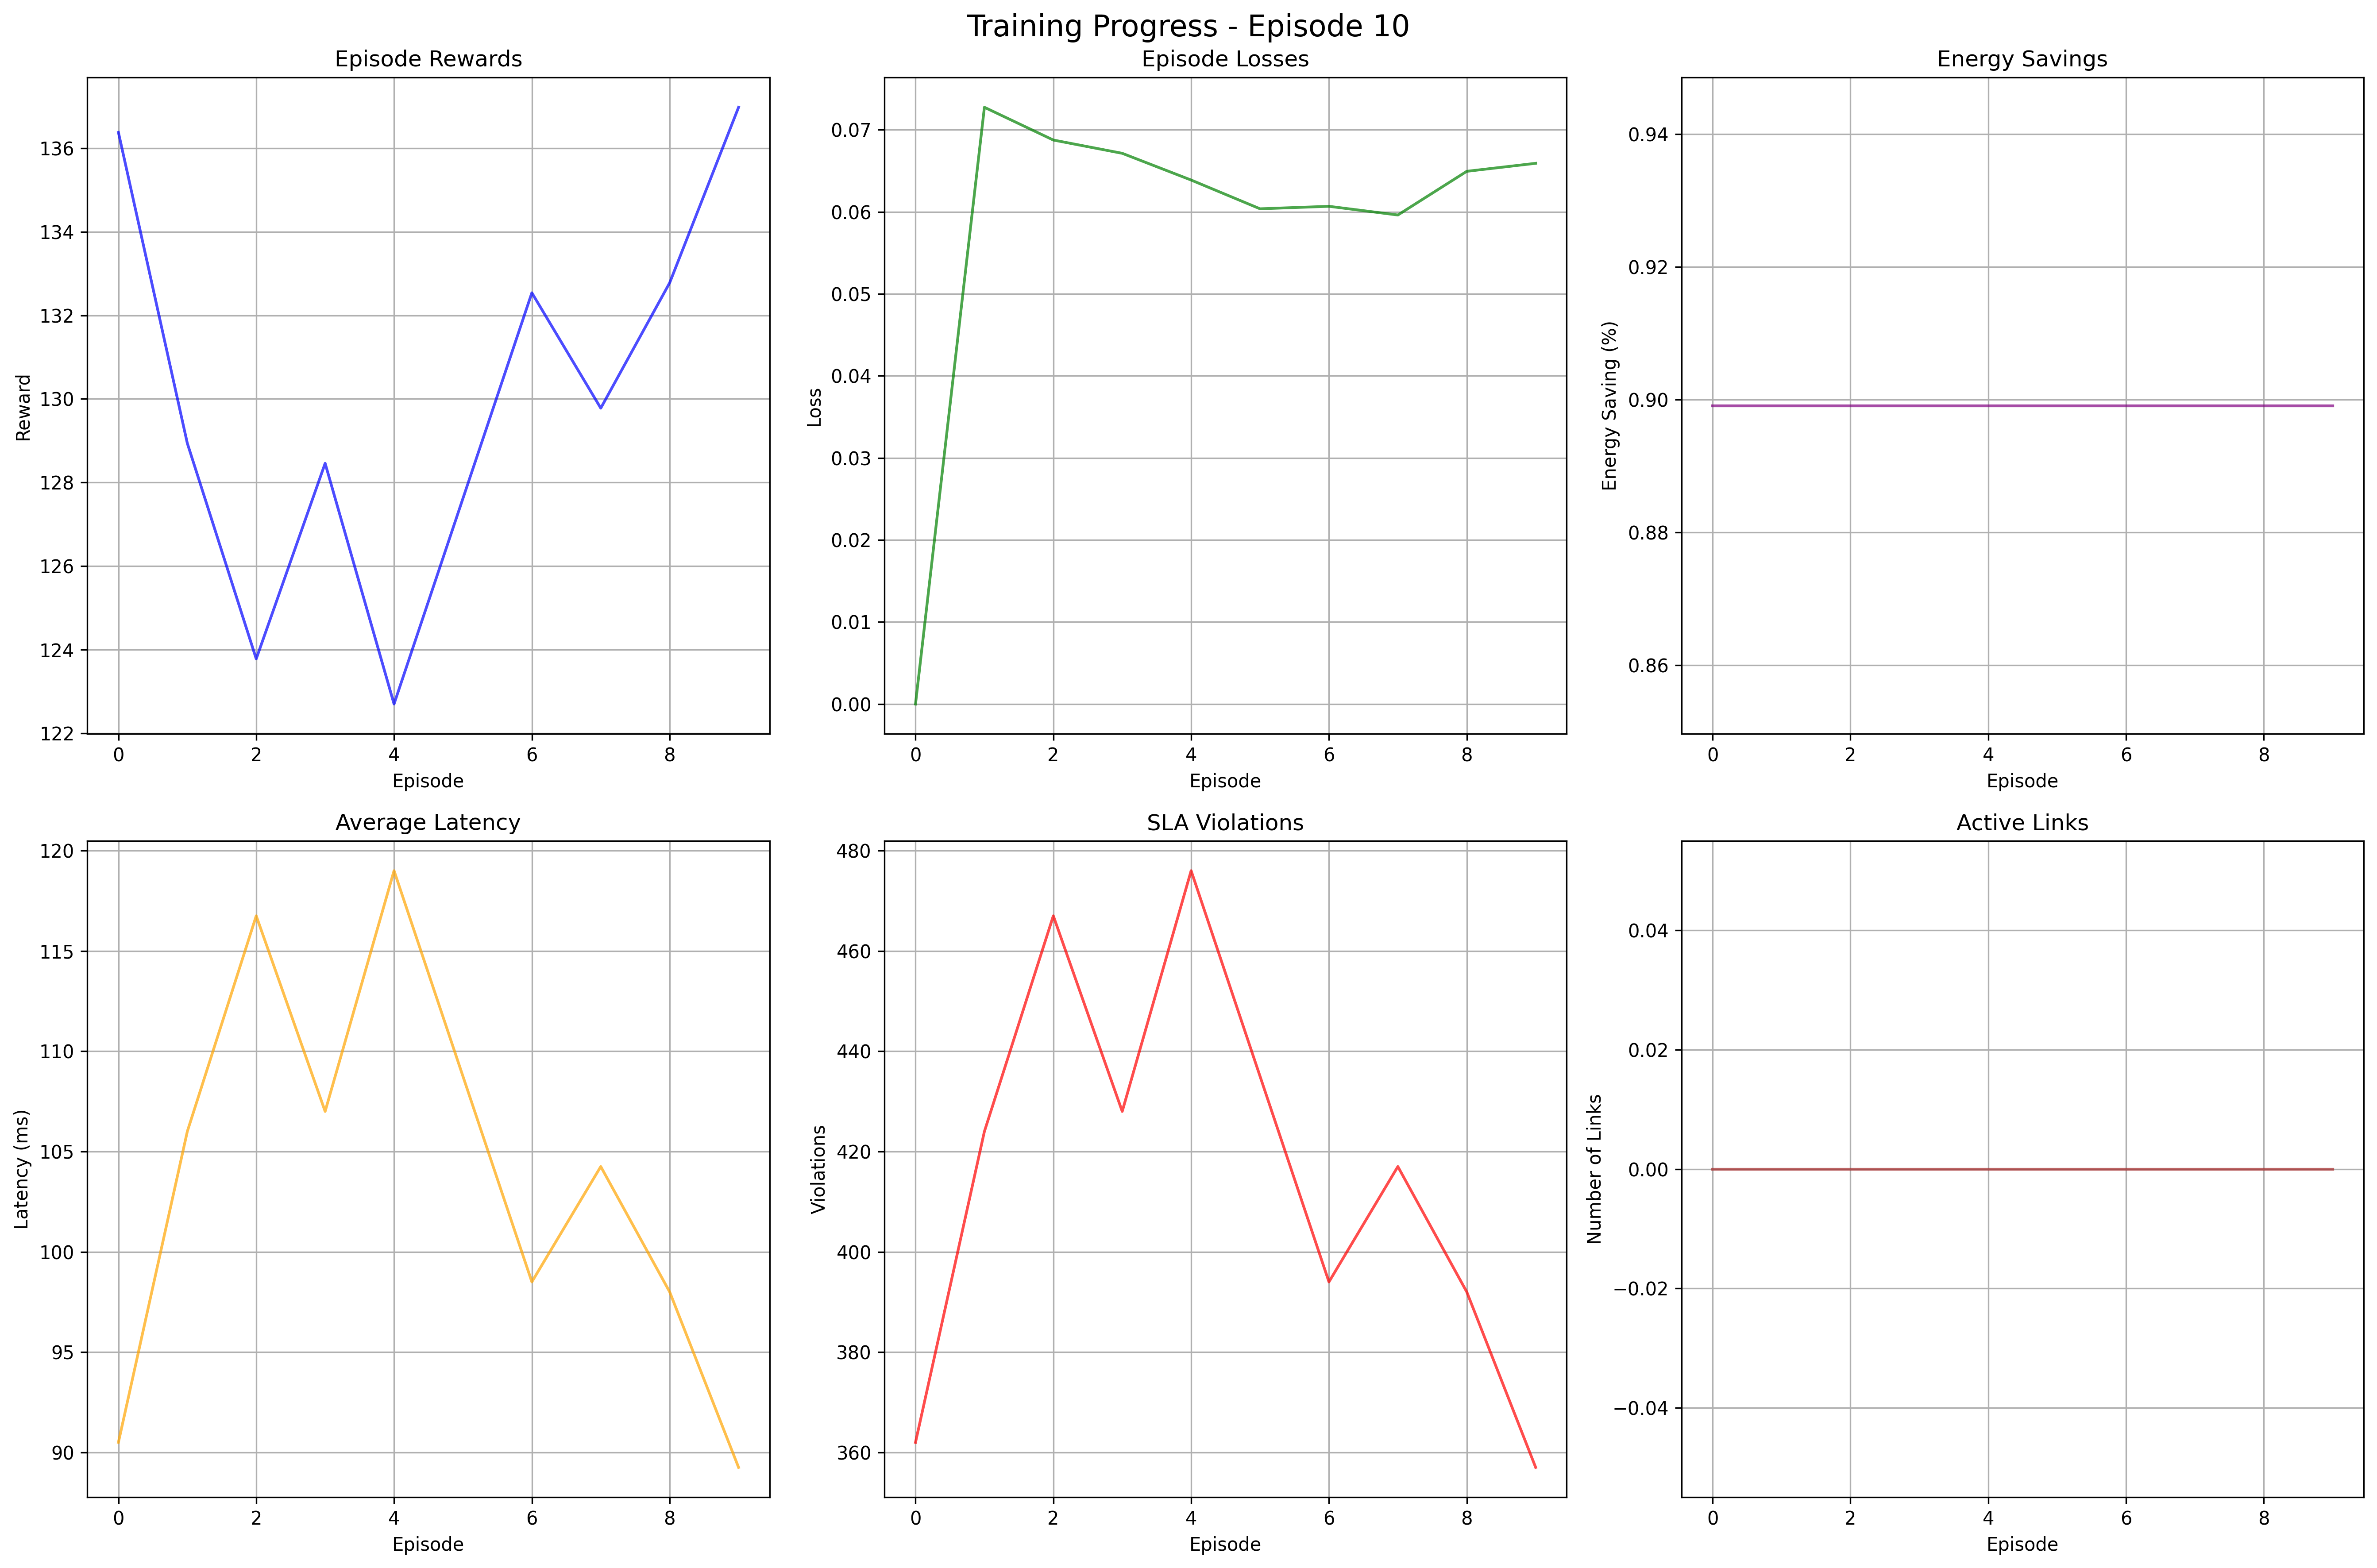 Training Progress - Episode 10
Episode Rewards
Reward
136
134
132
130
128
126
124
122
0 2 4 6 8
Episode
Episode Losses
Loss
0.07
0.06
0.05
0.04
0.03
0.02
0.01
0.00
0 2 4 6 8
Episode
Energy Savings
Energy Saving (%)
0.94
0.92
0.90
0.88
0.86
0 2 4 6 8
Episode
Average Latency
Latency (ms)
120
115
110
105
100
95
90
0 2 4 6 8
Episode
SLA Violations
Violations
480
460
440
420
400
380
360
0 2 4 6 8
Episode
Active Links
Number of Links
0.04
0.02
0.00
−0.02
−0.04
0 2 4 6 8
Episode